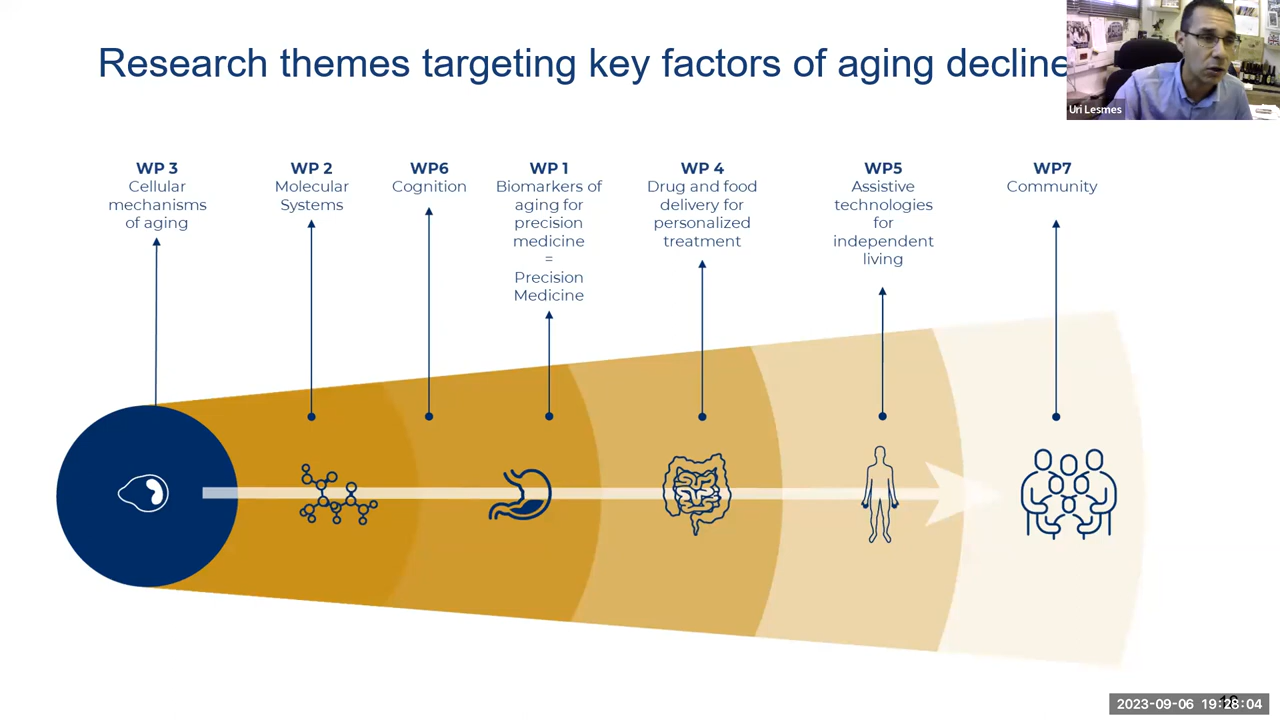 Research themes targeting key factors of aging decline
Uri Lesmes
WP 3
Cellular
mechanisms
of aging
WP 2
Molecular
Systems
WP6
Cognition
WP 1
Biomarkers of
aging for
precision
medicine
=
Precision
Medicine
WP 4
Drug and food
delivery for
personalized
treatment
WP5
Assistive
technologies
for
independent
living
WP7
Community
2023-09-06 19:28:04